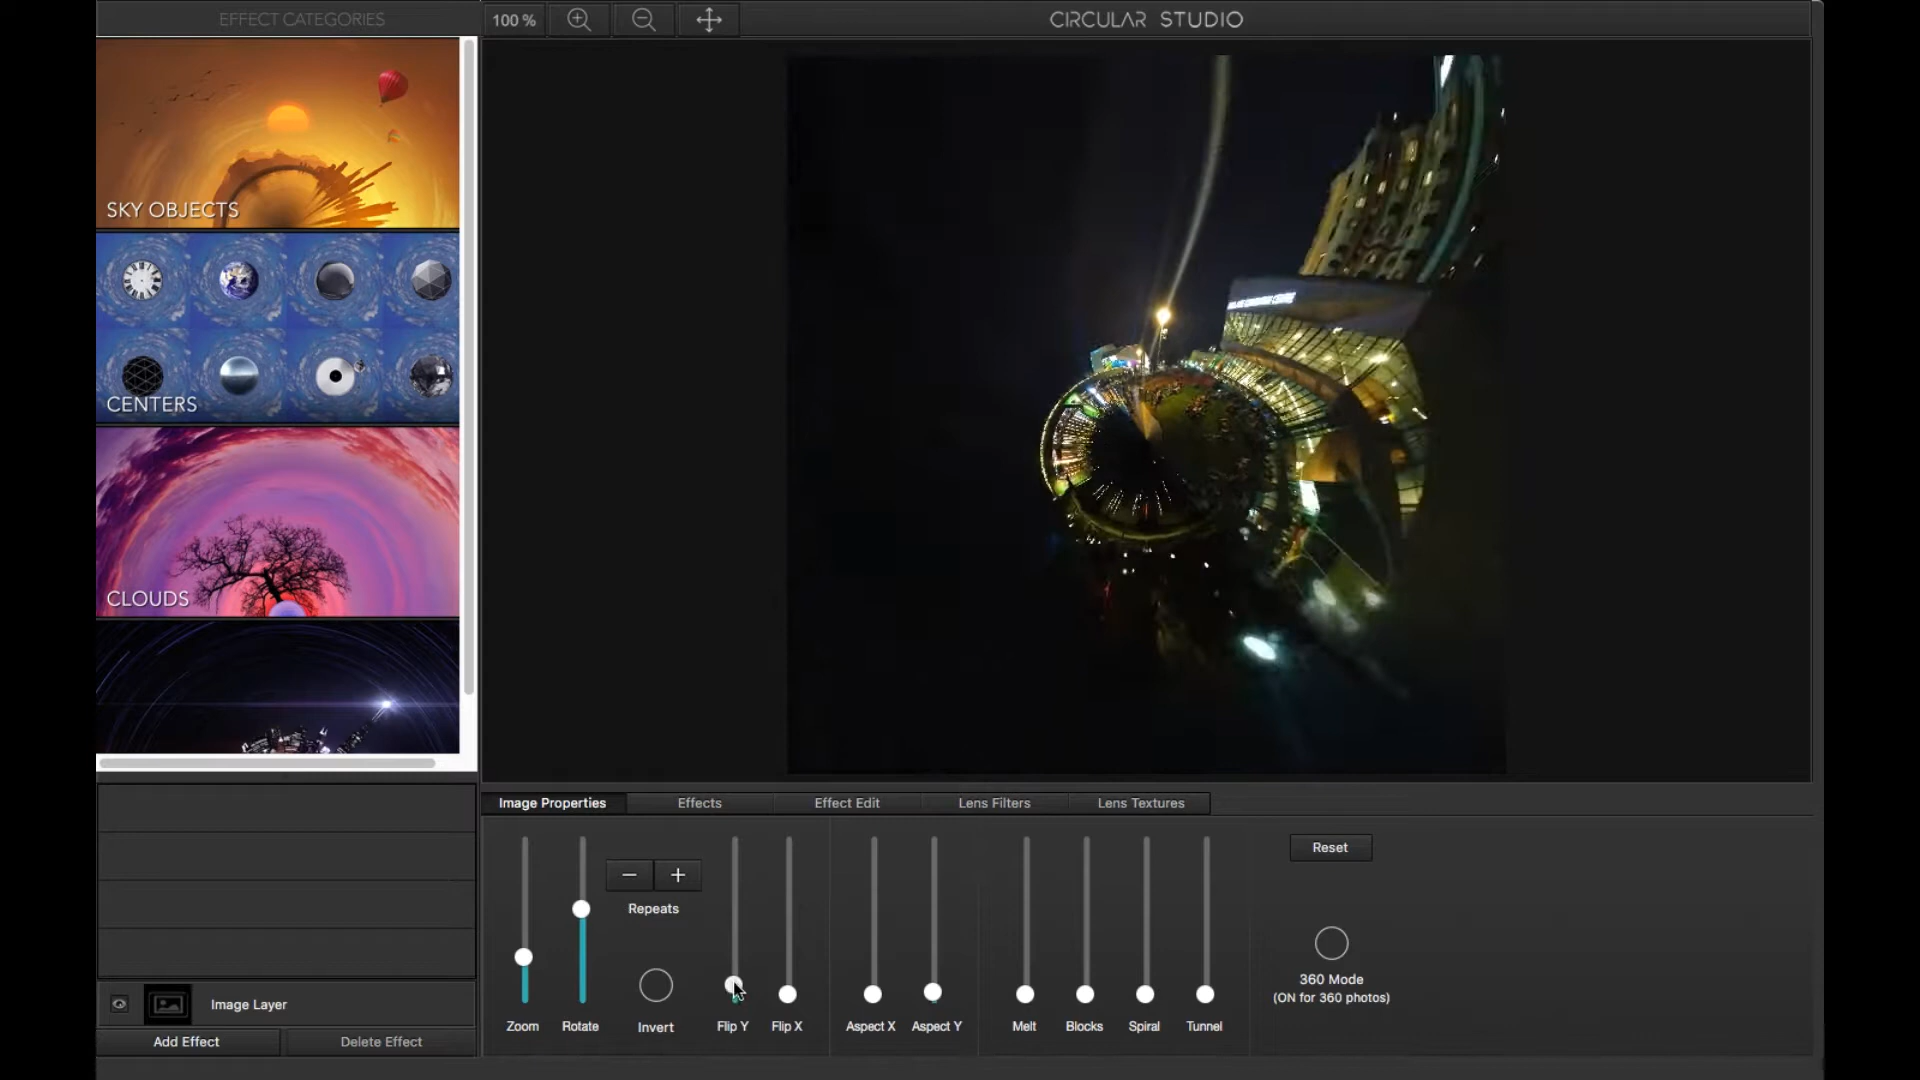 EFFECT CATEGORIES
100 %
CIRCULAR STUDIO
SKY OBJECTS
CENTERS
CLOUDS
Image Properties
Effects
Effect Edit
Lens Filters
Lens Textures
Reset
Repeats
360 Mode
(ON for 360 photos)
Image Layer
Zoom
Rotate
Invert
Flip Y
Flip X
Aspect X
Aspect Y
Melt
Blocks
Spiral
Tunnel
Add Effect
Delete Effect